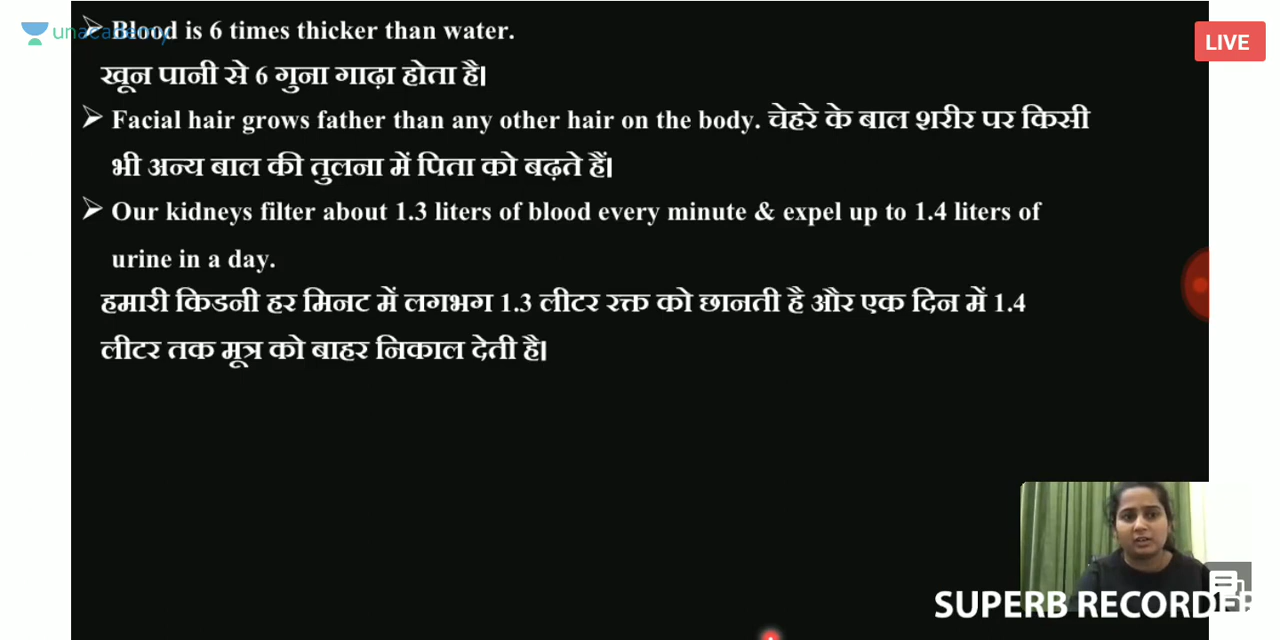 ➢ Blood is 6 times thicker than water.
unacademy
LIVE
खून पानी से 6 गुना गाढ़ा होता है।
➢ Facial hair grows father than any other hair on the body. चेहरे के बाल शरीर पर किसी
भी अन्य बाल की तुलना में पिता को बढ़ते हैं।
➢ Our kidneys filter about 1.3 liters of blood every minute & expel up to 1.4 liters of
urine in a day.
हमारी किडनी हर मिनट में लगभग 1.3 लीटर रक्त को छानती है और एक दिन में 1.4
लीटर तक मूत्र को बाहर निकाल देती है।
SUPERB RECORDER